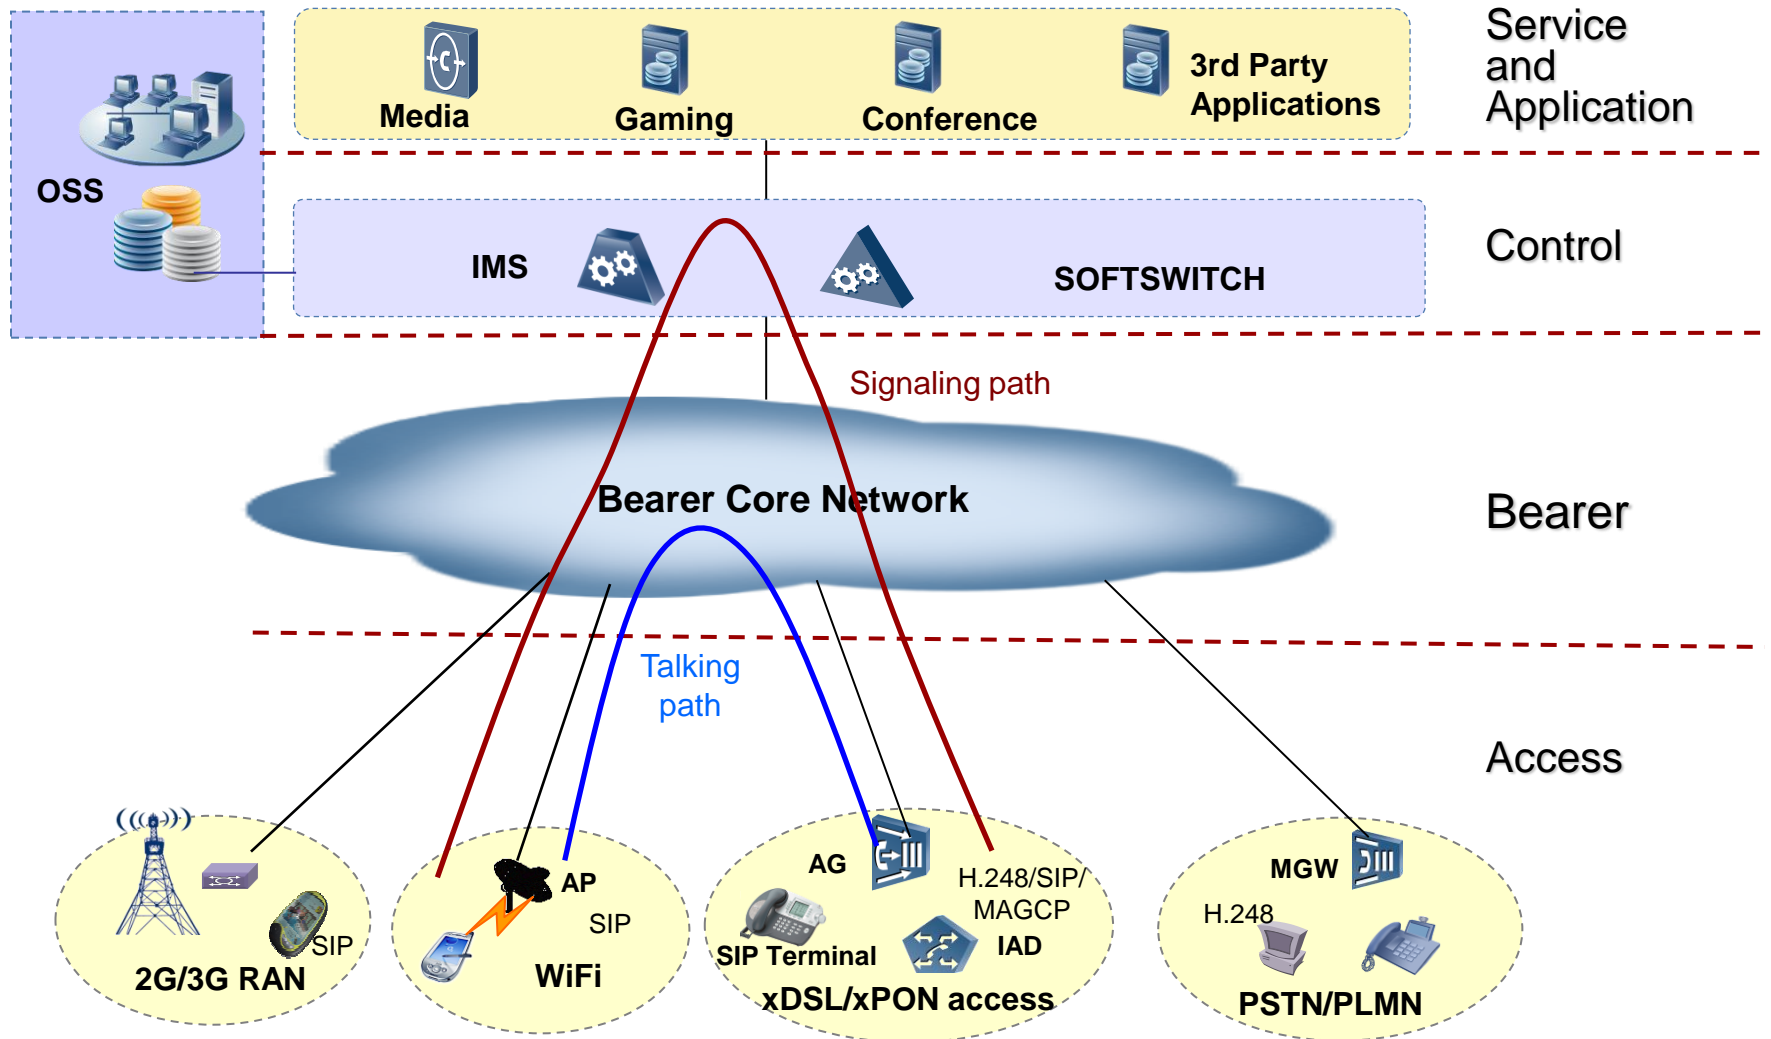 Service
and
Application
Media
Gaming
Conference
3rd Party
Applications
OSS
IMS
SOFTSWITCH
Control
Signaling path
Bearer Core Network
Bearer
Talking
path
Access
SIP
2G/3G RAN
AP
SIP
WiFi
AG
H.248/SIP/
MAGCP
SIP Terminal
IAD
xDSL/xPON access
MGW
H.248
PSTN/PLMN